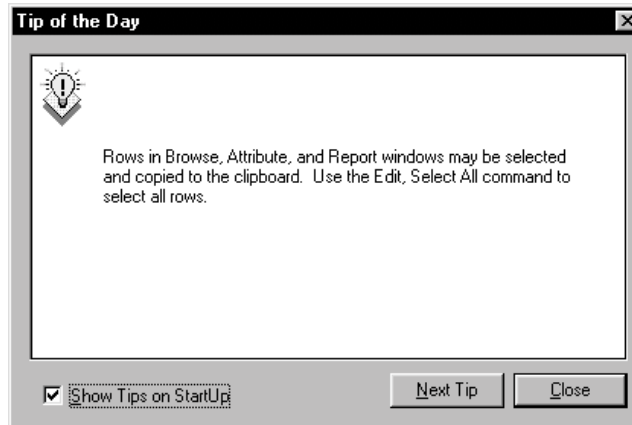 Tip of the Day
Rows in Browse, Attribute, and Report windows may be selected
and copied to the clipboard.  Use the Edit, Select All command to
select all rows.
Show Tips on StartUp
Next Tip
Close